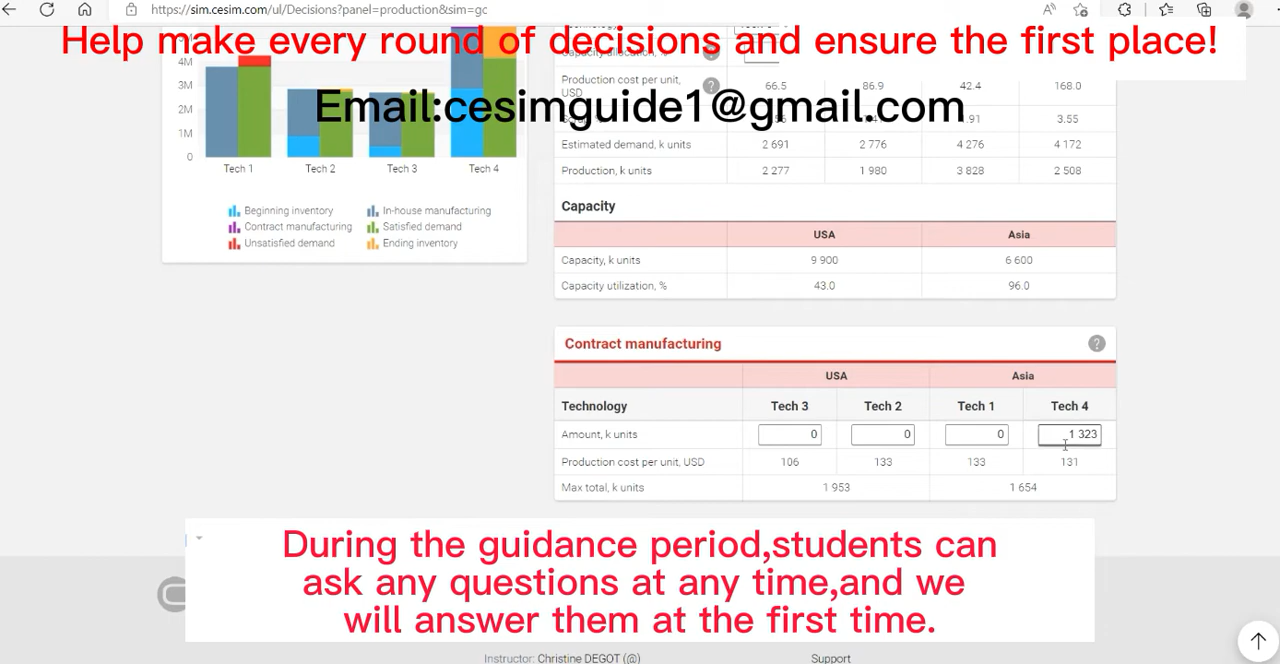 https://sim.cesim.com/ul/Decisions?panel=production&sim=gc
Help make every round of decisions and ensure the first place!
Email:cesimguide1@gmail.com
4M
3M
2M
1M
0
Tech 1 Tech 2 Tech 3 Tech 4
Beginning inventory In-house manufacturing
Contract manufacturing Satisfied demand
Unsatisfied demand Ending inventory
Capacity allocation, %
Production cost per unit, USD 66.5 86.9 42.4 168.0
3.55
Estimated demand, k units 2 691 2 776 4 276 4 172
Production, k units 2 277 1 980 3 828 2 508
Capacity
USA Asia
Capacity, k units 9 900 6 600
Capacity utilization, % 43.0 96.0
Contract manufacturing ?
USA Asia
Technology Tech 3 Tech 2 Tech 1 Tech 4
Amount, k units 0 0 0 1 323
Production cost per unit, USD 106 133 133 131
Max total, k units 1 953 1 654
During the guidance period,students can
ask any questions at any time,and we
will answer them at the first time.
Instructor: Christine DEGOT (@) Support